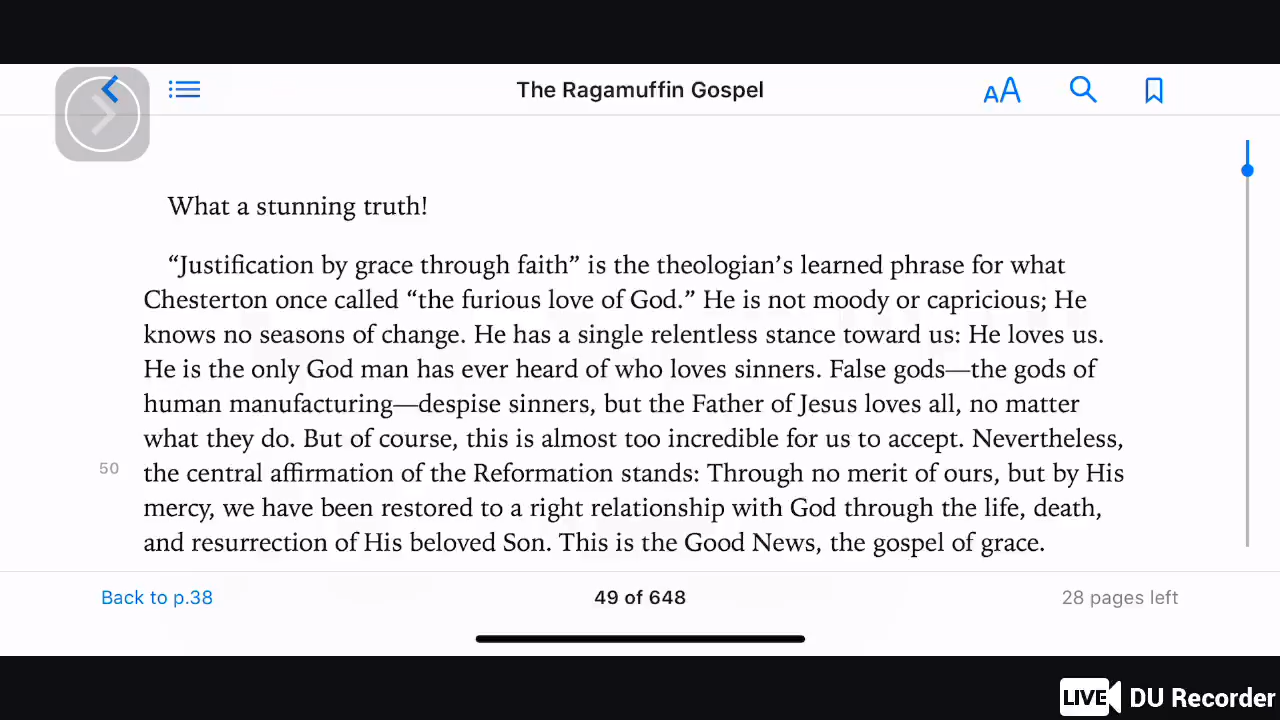 The Ragamuffin Gospel
AA
What a stunning truth!
“Justification by grace through faith” is the theologian’s learned phrase for what
Chesterton once called “the furious love of God.” He is not moody or capricious; He
knows no seasons of change. He has a single relentless stance toward us: He loves us.
He is the only God man has ever heard of who loves sinners. False gods—the gods of
human manufacturing—despise sinners, but the Father of Jesus loves all, no matter
what they do. But of course, this is almost too incredible for us to accept. Nevertheless,
50 the central affirmation of the Reformation stands: Through no merit of ours, but by His
mercy, we have been restored to a right relationship with God through the life, death,
and resurrection of His beloved Son. This is the Good News, the gospel of grace.
Back to p.38 49 of 648 28 pages left
LIVE DU Recorder